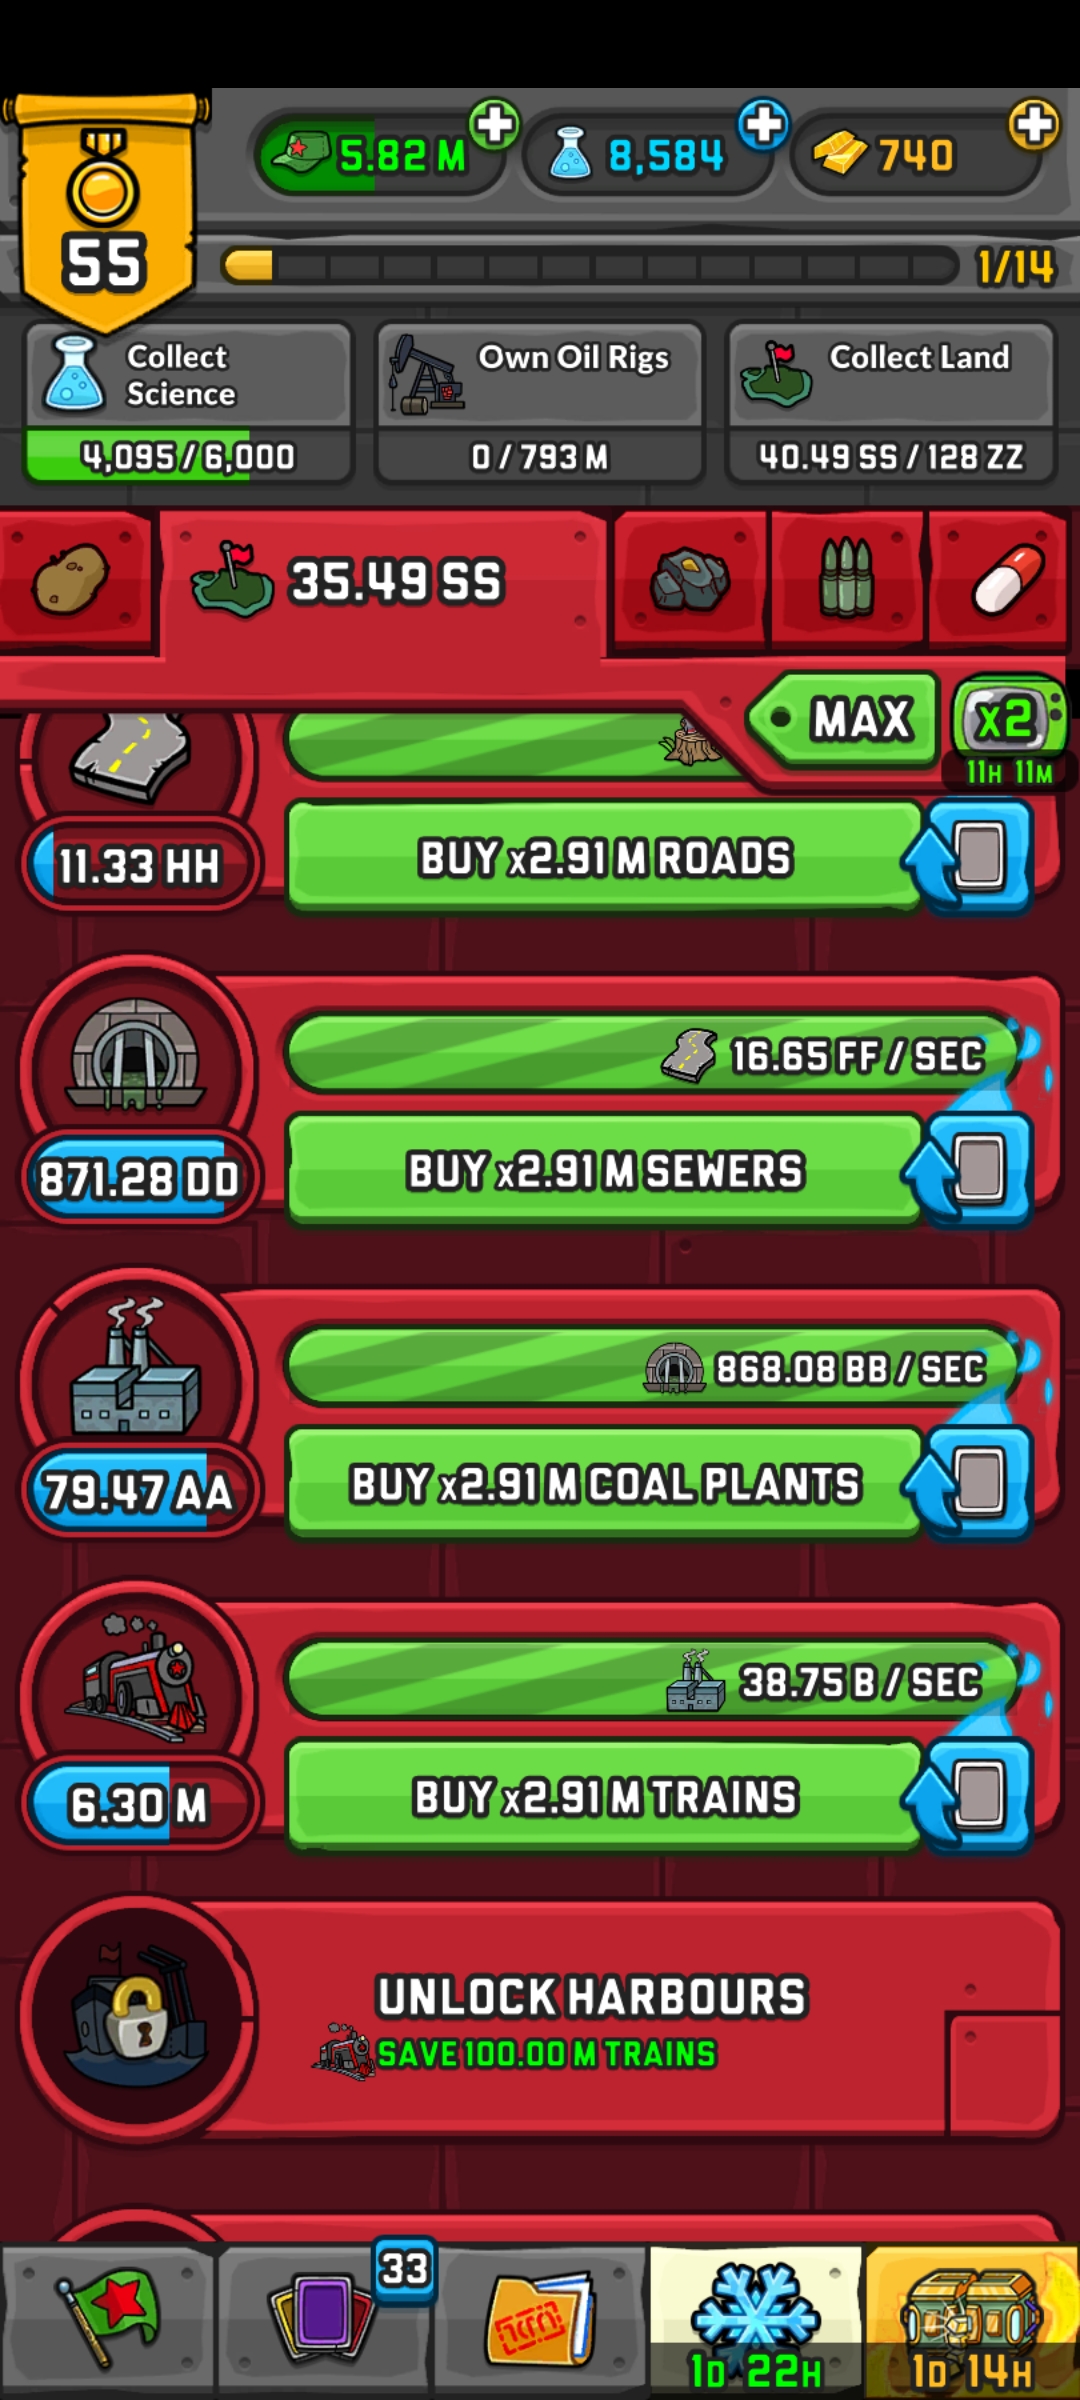 55
5.82 M
8,584
740
1/14
Collect
Science
4,095/6,000
Own Oil Rigs
0/793 M
Collect Land
40.49 SS/128 ZZ
35.49 SS
MAX
x2
11H 11M
11.33 HH
BUY x2.91 M ROADS
16.65 FF/SEC
871.28 DD
BUY x2.91 M SEWERS
868.08 BB/SEC
79.47 AA
BUY x2.91 M COAL PLANTS
38.75 B/SEC
6.30 M
BUY x2.91 M TRAINS
UNLOCK HARBOURS
SAVE 100.00 M TRAINS
33
1D 22H
1D 14H